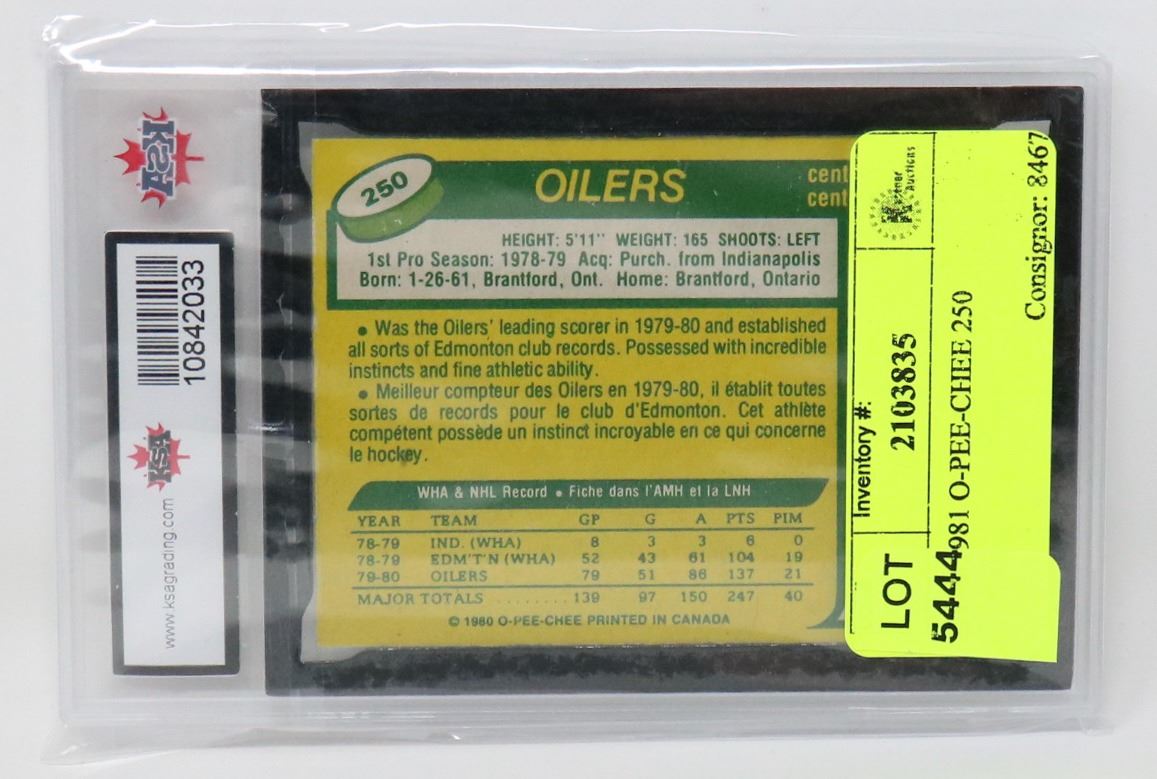 KSA
10842033
KSA
www.ksagrading.com
250
OILERS
cent
cent
HEIGHT: 5'11" WEIGHT: 165 SHOOTS: LEFT
1st Pro Season: 1978-79 Acq: Purch. from Indianapolis
Born: 1-26-61, Brantford, Ont. Home: Brantford, Ontario
• Was the Oilers' leading scorer in 1979-80 and established
all sorts of Edmonton club records. Possessed with incredible
instincts and fine athletic ability.
• Meilleur compteur des Oilers en 1979-80, il établit toutes
sortes de records pour le club d'Edmonton. Cet athlète
compétent possède un instinct incroyable en ce qui concerne
le hockey.
WHA & NHL Record • Fiche dans l'AMH et la LNH
YEAR TEAM GP G A PTS PIM
78-79 IND. (WHA) 8 3 3 6 0
78-79 EDM'T'N (WHA) 52 43 61 104 19
79-80 OILERS 79 51 86 137 21
MAJOR TOTALS ........ 139 97 150 247 40
© 1980 O-PEE-CHEE PRINTED IN CANADA
Auctions
Inventory #:
2103835
LOT
5444
981 O-PEE-CHEE 250
Consignor: 8467